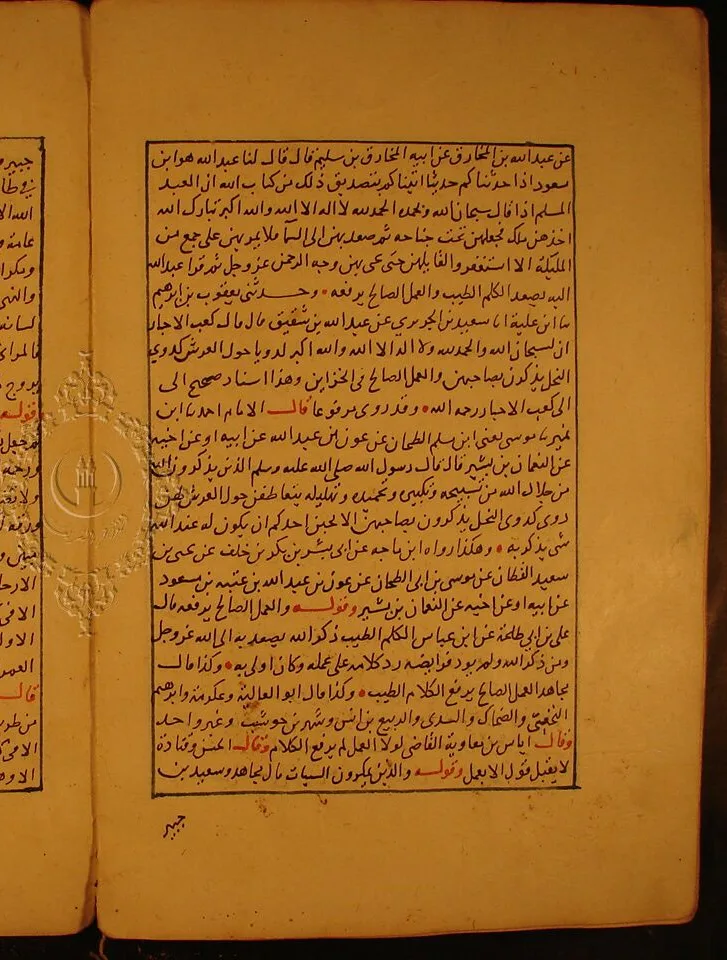 عن عبد الله بن المخارق عن ابيه المخارق بن سليم قال قال لنا عبد الله هو ابن
سعود اذا حدثناكم حديثا اتيناكم بتصديق ذلك من كتاب الله ان العبد
المسلم اذا قال سبحان الله وبحمده الحمد لله لا اله الا الله والله اكبر تبارك الله
اخذهن ملك فجعلهن تحت جناحه ثم صعد بهن الى السماء فلا يمر بهن على جمع من
الملئكة الا استغفروا لقايلهن حتى يجي بهن وجه الرحمن عز وجل ثم قرا عبد الله
اليه يصعد الكلم الطيب والعمل الصالح يرفعه وحدثني يعقوب بن ابرهيم
نا ابن علية انا سعيد بن الجريري عن عبد الله بن شقيق قال قال كعب الاحبار
ان لسبحان الله والحمد لله ولا اله الا الله والله اكبر لدويا حول العرش كدوي
النحل يذكرون بصاحبهن والعمل الصالح في الخزاين وهذا اسناد صحيح الى
الى كعب الاحبار رحمه الله وقد روي مرفوعا قال الامام احمد نا ابن
نمير نا موسى يعني ابن مسلم الطحان عن عون بن عبد الله عن ابيه او عن اخيه
عن النعمان بن بشير قال قال رسول الله صلى الله عليه وسلم الذين يذكرون الله
من جلال الله من تسبيحه وتكبيره وتحميده وتهليله يتعاطفن حول العرش لهن
دوي كدوي النحل يذكرون بصاحبهن الا يحب احدكم ان يكون له عند الله
شي يذكر به وهكذا رواه ابن ماجه عن ابي بشر بن بكر بن خلف عن يحيى بن
سعيد القطان عن موسى بن ابي الطحان عن عون بن عبد الله بن عتبه بن مسعود
عن ابيه او عن اخيه عن النعمان بن بشير وقوله والعمل الصالح يرفعه قال
علي بن ابي طلحة عن ابن عباس الكلم الطيب ذكر الله يصعد به الى الله عز وجل
ومن ذكر الله ولم يود فرايضه رد كلامه على عمله وكان اولى به وكذا قال
مجاهد العمل الصالح يرفع الكلام الطيب وكذا قال ابو العالية وعكرمة وابرهيم
النخعي والضحاك والسدي والربيع بن انس وشهر بن حوشب وغير واحد
وقال اياس بن معاوية القاضي لولا العمل لم يرفع الكلام وقال الحسن وقتادة
لا يقبل قول الا بعمل وقوله والذين يمكرون السيات قال مجاهد وسعيد بن
جبير